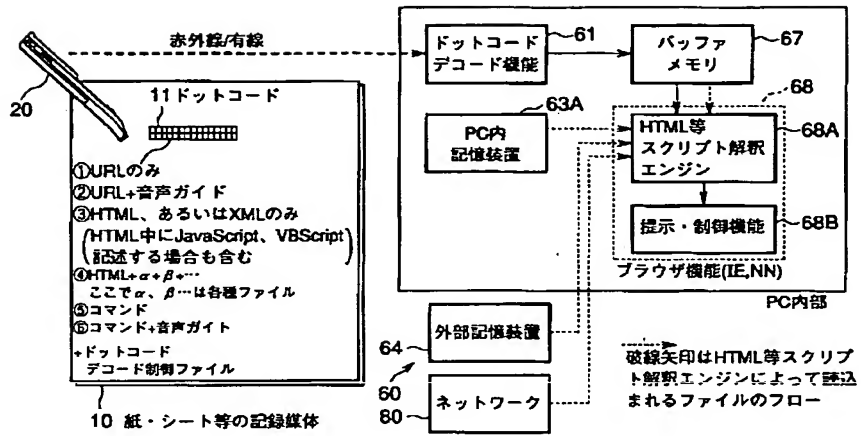 赤外線/有線
20
11 ドットコード
①URLのみ
②URL+音声ガイド
③HTML、あるいはXMLのみ
(HTML中にJavaScript、VBScript
記述する場合も含む)
④HTML+α+β+…
ここでα、β…は各種ファイル
⑤コマンド
⑥コマンド+音声ガイト
+ドットコード
デコード制御ファイル
10 紙・シート等の記録媒体
ドットコード
デコード機能
61
バッファ
メモリ
67
63A
PC内
記憶装置
68
HTML等
スクリプト解釈
エンジン
68A
提示・制御機能
68B
ブラウザ機能(IE,NN)
PC内部
外部記憶装置
64
60
ネットワーク
80
破線矢印はHTML等スクリプ
ト解釈エンジンによって読込
まれるファイルのフロー